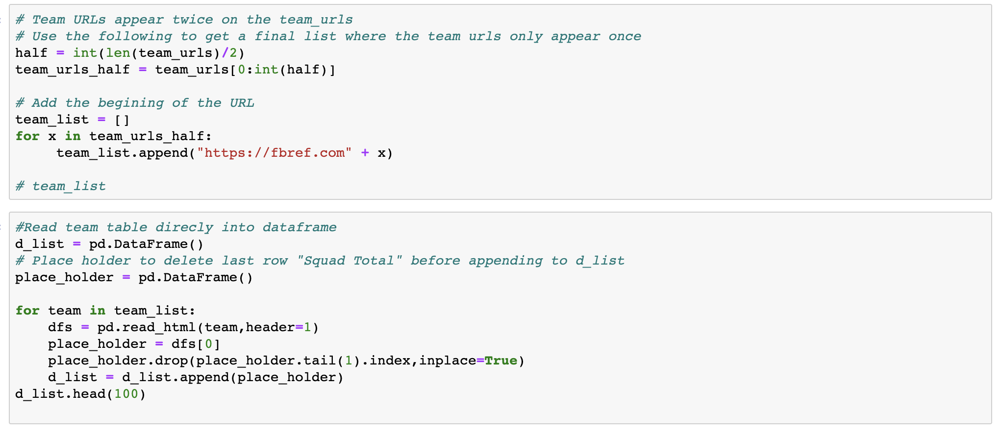 # Team URLs appear twice on the team_urls
# Use the following to get a final list where the team urls only appear once
half = int(len(team_urls)/2)
team_urls_half = team_urls[0:int(half)]
# Add the begining of the URL
team_list = []
for x in team_urls_half:
     team_list.append("https://fbref.com" + x)
# team_list
#Read team table direcly into dataframe
d_list = pd.DataFrame()
# Place holder to delete last row "Squad Total" before appending to d_list
place_holder = pd.DataFrame()
for team in team_list:
    dfs = pd.read_html(team,header=1)
    place_holder = dfs[0]
    place_holder.drop(place_holder.tail(1).index,inplace=True)
    d_list = d_list.append(place_holder)
d_list.head(100)